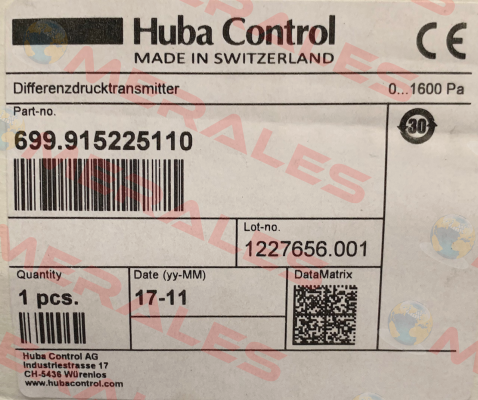 Huba Control
MADE IN SWITZERLAND
CE
Differenzdrucktransmitter 0...1600 Pa
Part-no.
699.915225110
30
Lot-no.
1227656.001
Quantity
1 pcs.
Date (yy-MM)
17-11
DataMatrix
Huba Control AG
Industriestrasse 17
CH-5436 Würenlos
www.hubacontrol.com
MERALES